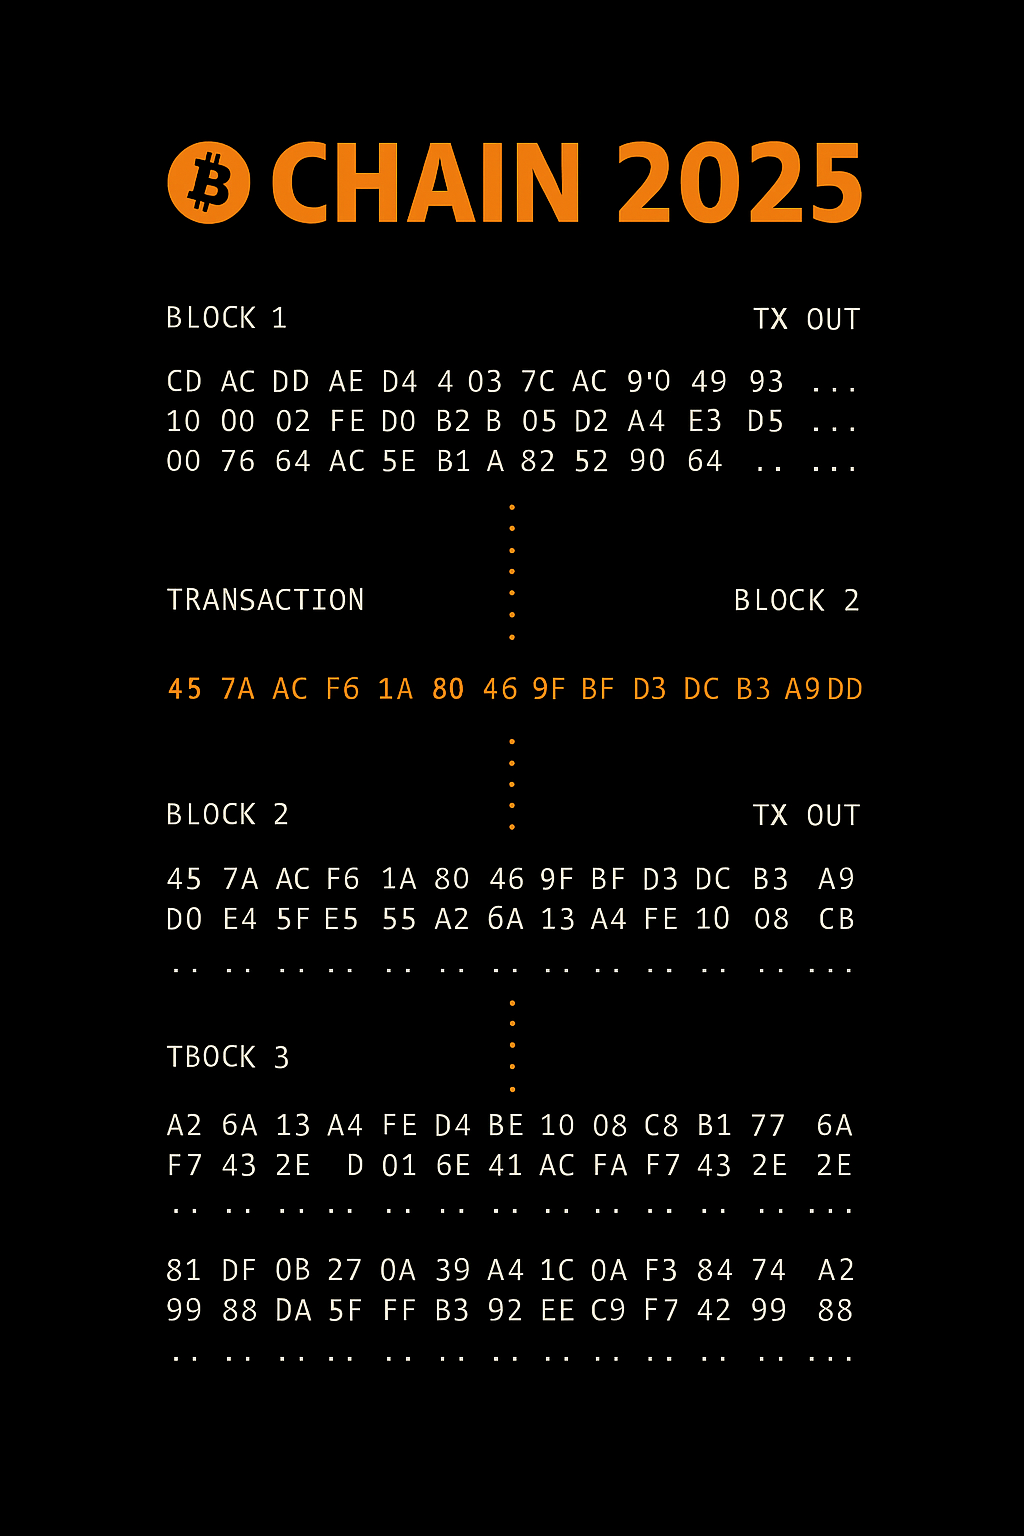 ₿ CHAIN 2025
BLOCK 1 TX OUT
CD AC DD AE D4 4 03 7C AC 9'0 49 93 ...
10 00 02 FE D0 B2 B 05 D2 A4 E3 D5 ...
00 76 64 AC 5E B1 A 82 52 90 64 .. ...
TRANSACTION BLOCK 2
45 7A AC F6 1A 80 46 9F BF D3 DC B3 A9 DD
BLOCK 2 TX OUT
45 7A AC F6 1A 80 46 9F BF D3 DC B3 A9
D0 E4 5F E5 55 A2 6A 13 A4 FE 10 08 CB
.. .. .. .. .. .. .. .. .. .. .. .. ...
TBOCK 3
A2 6A 13 A4 FE D4 BE 10 08 C8 B1 77 6A
F7 43 2E D 01 6E 41 AC FA F7 43 2E 2E
.. .. .. .. .. .. .. .. .. .. .. .. ...
81 DF 0B 27 0A 39 A4 1C 0A F3 84 74 A2
99 88 DA 5F FF B3 92 EE C9 F7 42 99 88
.. .. .. .. .. .. .. .. .. .. .. .. ...